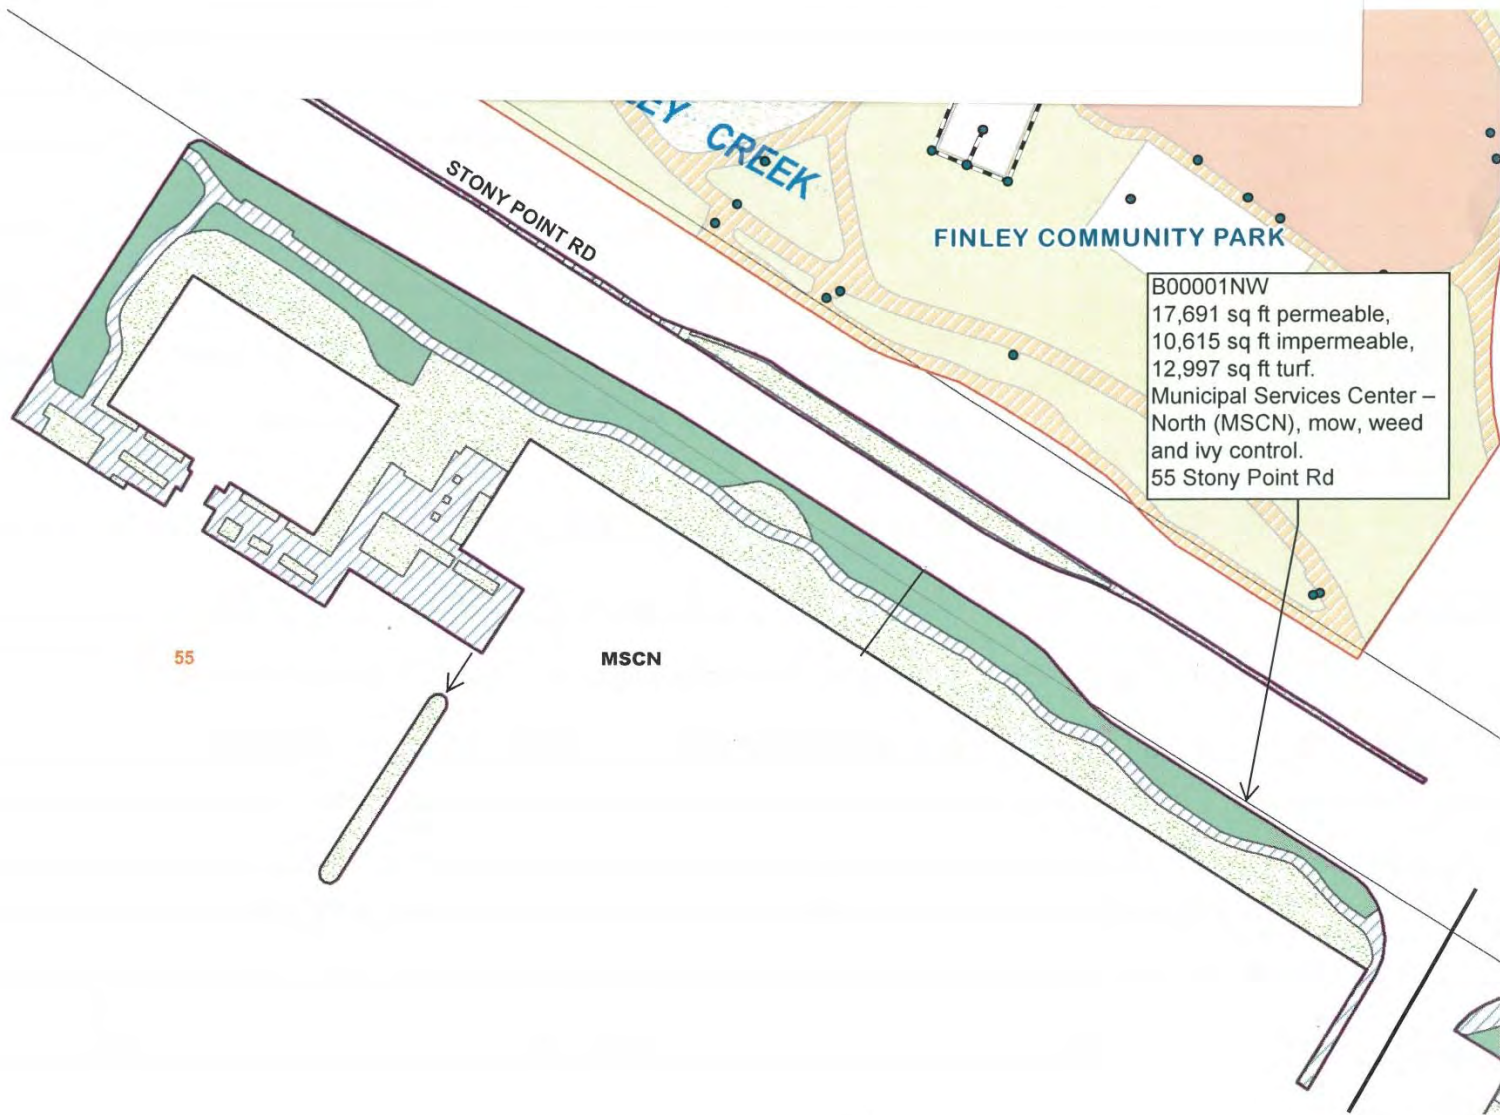 CREEK
STONY POINT RD
FINLEY COMMUNITY PARK
B00001NW
17,691 sq ft permeable,
10,615 sq ft impermeable,
12,997 sq ft turf.
Municipal Services Center –
North (MSCN), mow, weed
and ivy control.
55 Stony Point Rd
55
MSCN